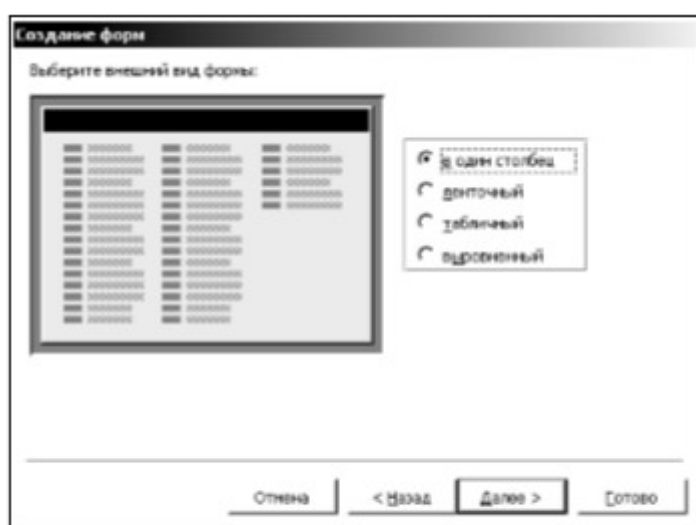 Создание форм
Выберите внешний вид формы:
в один столбец
ленточный
табличный
выровненный
Отмена
< Назад
Далее >
Готово